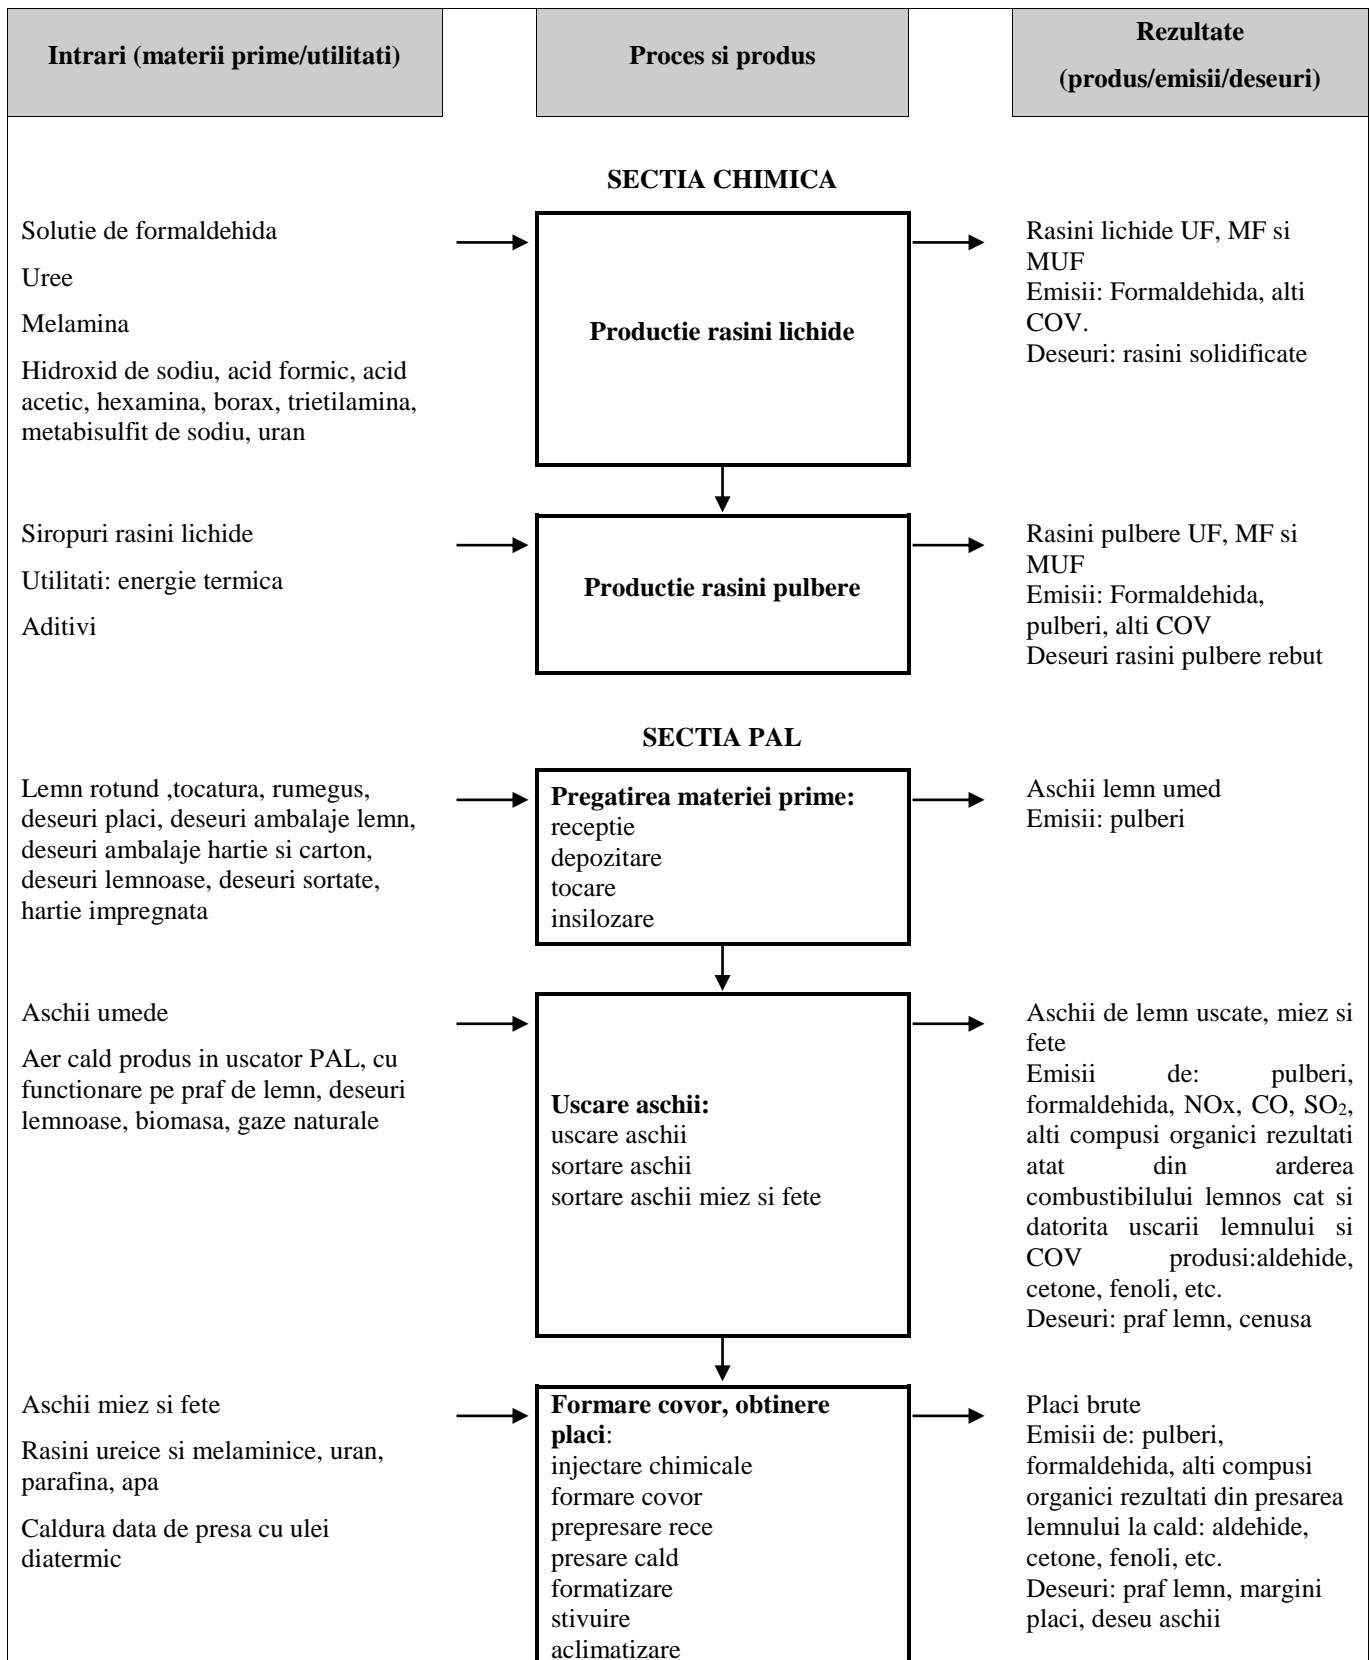 Intrari (materii prime/utilitati)
Proces si produs
Rezultate
(produs/emisii/deseuri)
SECTIA CHIMICA
Solutie de formaldehida
Uree
Melamina
Hidroxid de sodiu, acid formic, acid
acetic, hexamina, borax, trietilamina,
metabisulfit de sodiu, uran
Productie rasini lichide
Rasini lichide UF, MF si
MUF
Emisii: Formaldehida, alti
COV.
Deseuri: rasini solidificate
Siropuri rasini lichide
Utilitati: energie termica
Aditivi
Productie rasini pulbere
Rasini pulbere UF, MF si
MUF
Emisii: Formaldehida,
pulberi, alti COV
Deseuri rasini pulbere rebut
SECTIA PAL
Lemn rotund ,tocatura, rumegus,
deseuri placi, deseuri ambalaje lemn,
deseuri ambalaje hartie si carton,
deseuri lemnoase, deseuri sortate,
hartie impregnata
Pregatirea materiei prime:
receptie
depozitare
tocare
insilozare
Aschii lemn umed
Emisii: pulberi
Aschii umede
Aer cald produs in uscator PAL, cu
functionare pe praf de lemn, deseuri
lemnoase, biomasa, gaze naturale
Uscare aschii:
uscare aschii
sortare aschii
sortare aschii miez si fete
Aschii de lemn uscate, miez si
fete
Emisii de: pulberi,
formaldehida, NOx, CO, SO₂,
alti compusi organici rezultati
atat din arderea
combustibilului lemnos cat si
datorita uscarii lemnului si
COV produsi:aldehide,
cetone, fenoli, etc.
Deseuri: praf lemn, cenusa
Aschii miez si fete
Rasini ureice si melaminice, uran,
parafina, apa
Caldura data de presa cu ulei
diatermic
Formare covor, obtinere
placi:
injectare chimicale
formare covor
prepresare rece
presare cald
formatizare
stivuire
aclimatizare
Placi brute
Emisii de: pulberi,
formaldehida, alti compusi
organici rezultati din presarea
lemnului la cald: aldehide,
cetone, fenoli, etc.
Deseuri: praf lemn, margini
placi, deseu aschii